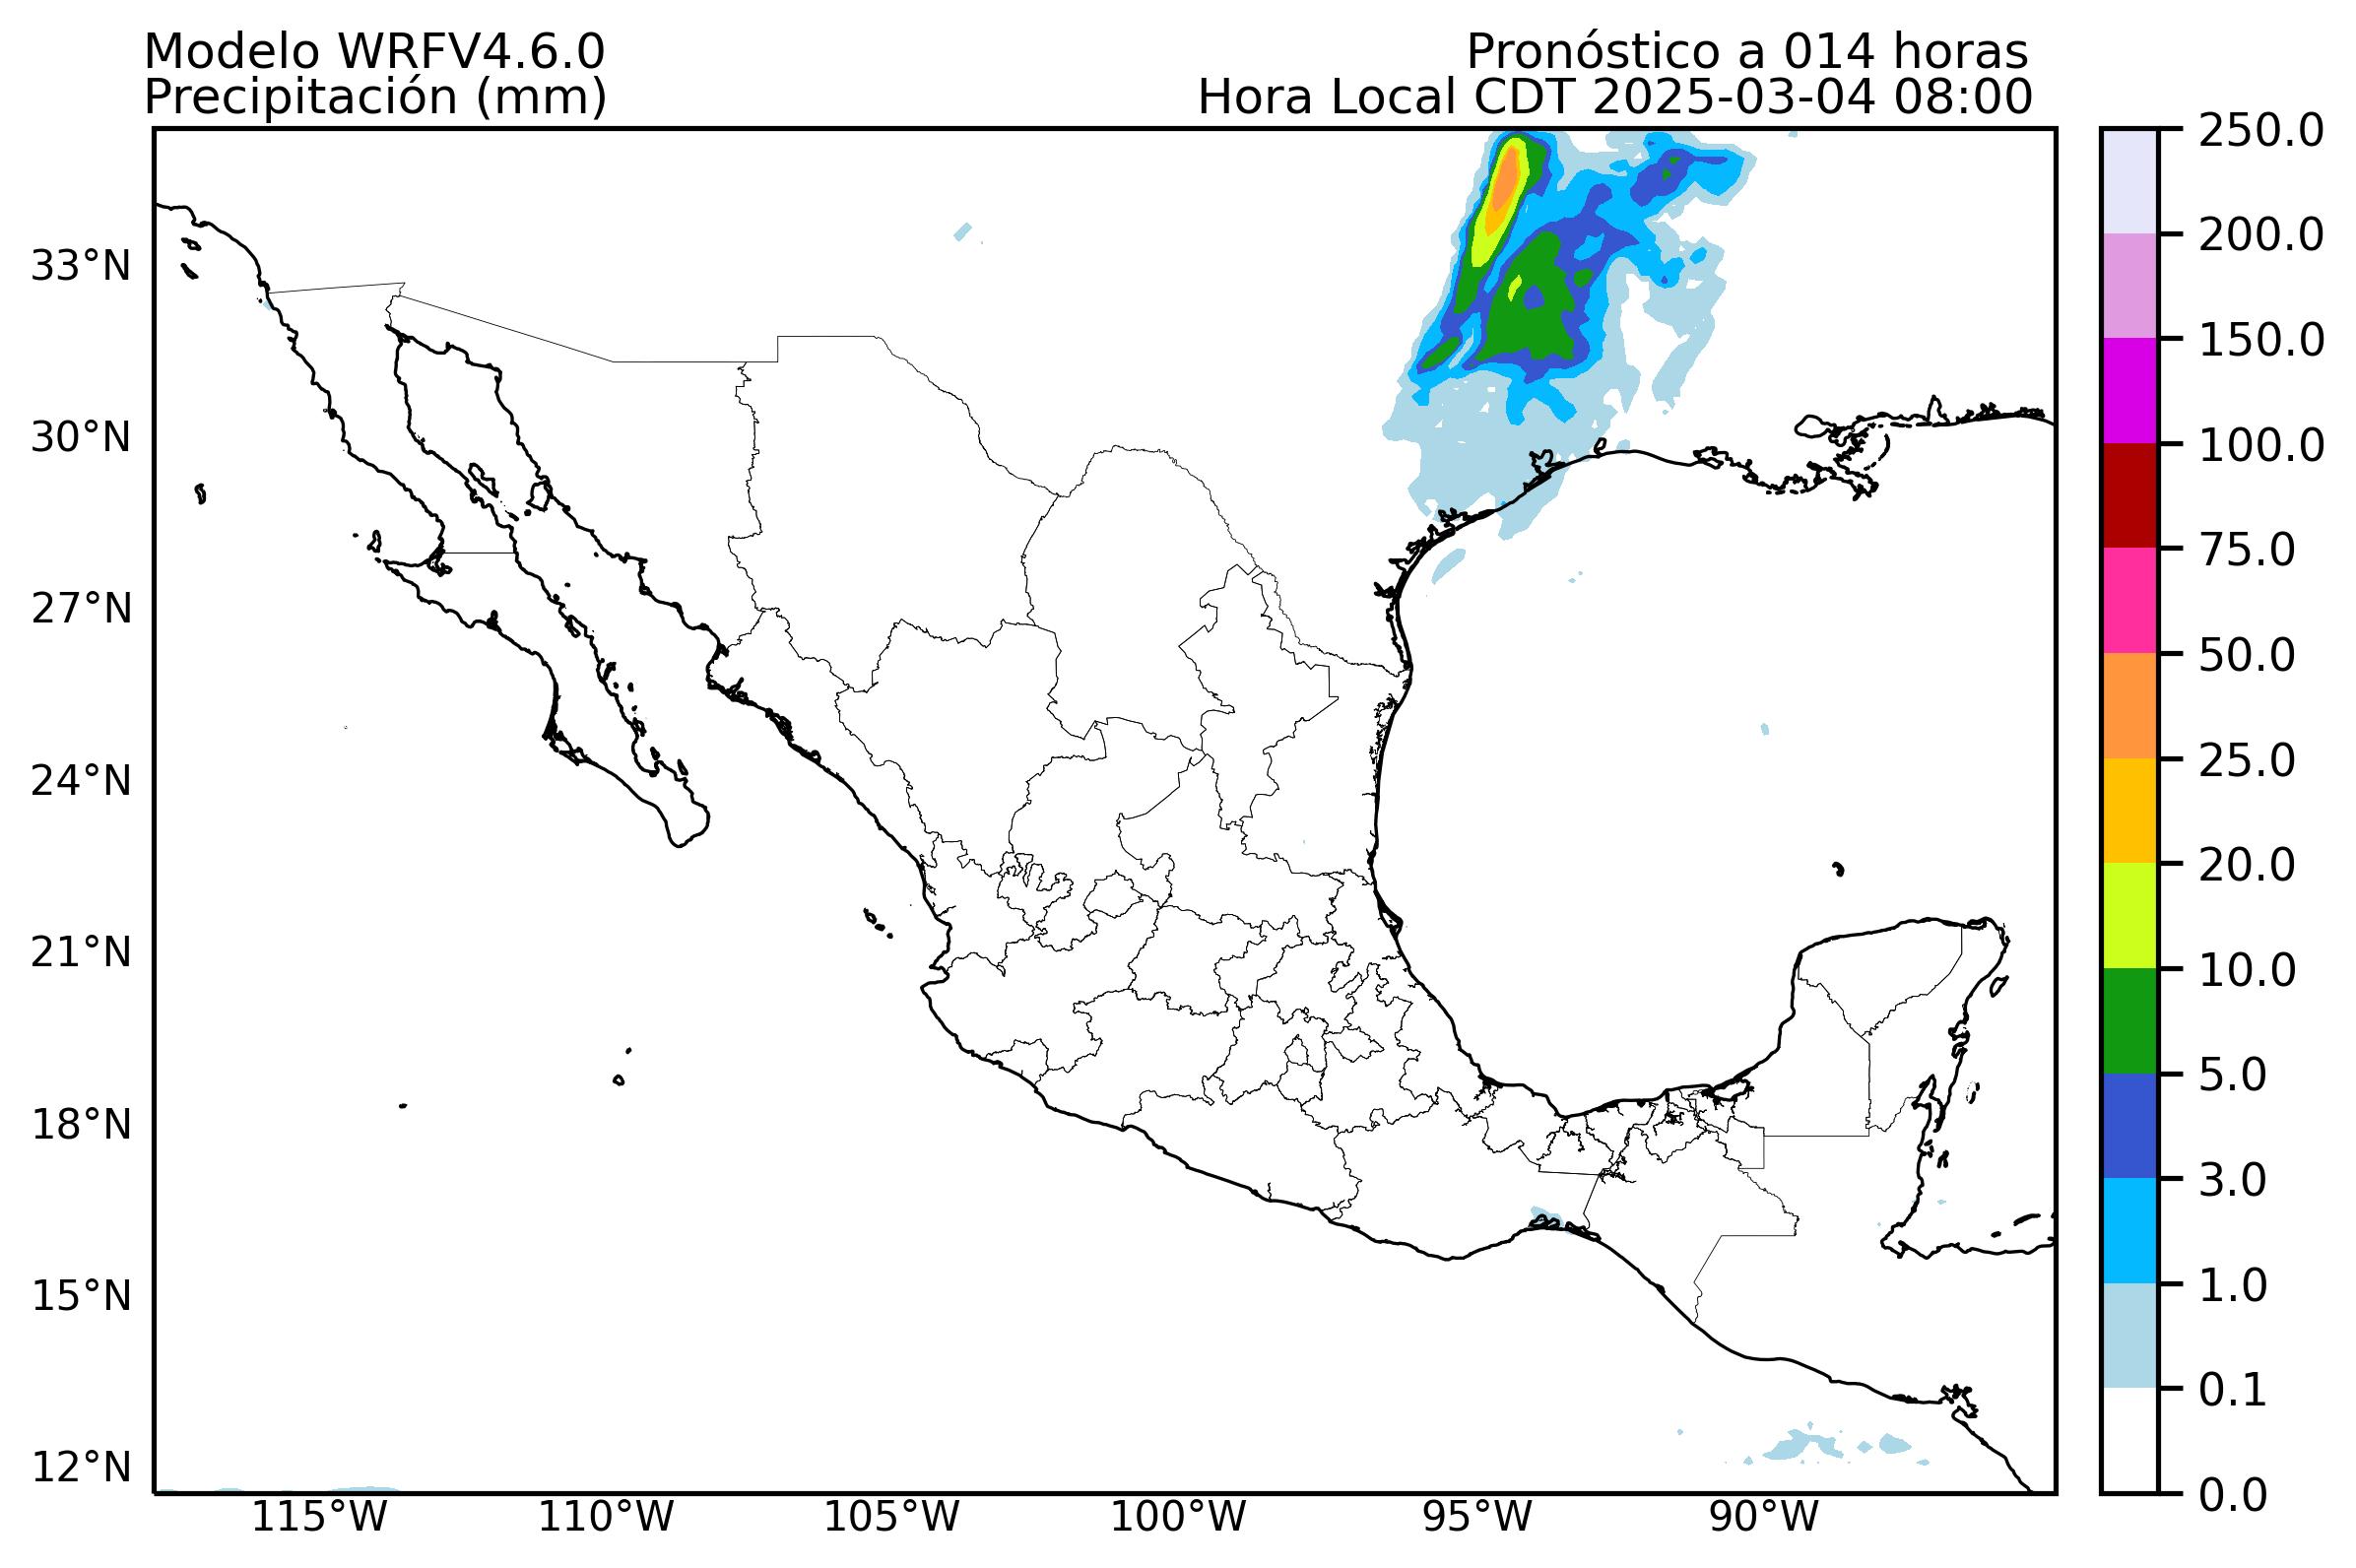 Modelo WRFV4.6.0
Precipitación (mm)
Pronóstico a 014 horas
Hora Local CDT 2025-03-04 08:00
33°N
30°N
27°N
24°N
21°N
18°N
15°N
12°N
115°W
110°W
105°W
100°W
95°W
90°W
250.0
200.0
150.0
100.0
75.0
50.0
25.0
20.0
10.0
5.0
3.0
1.0
0.1
0.0